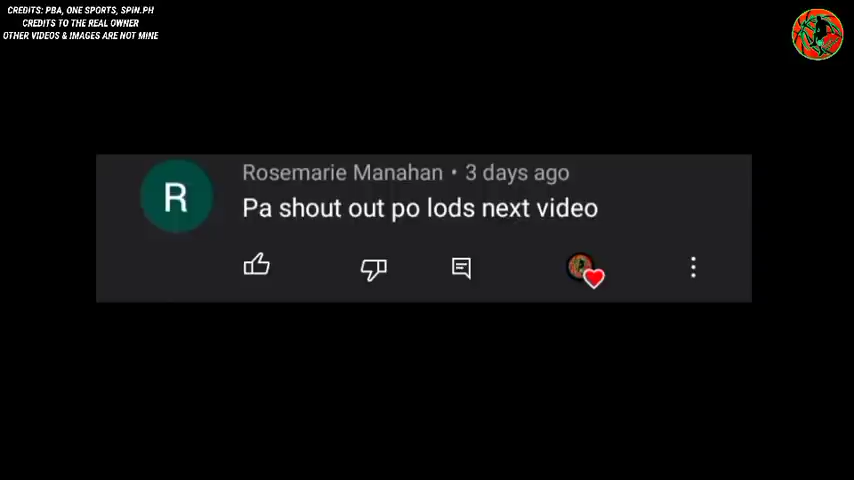 CREDITS: PBA, ONE SPORTS, SPIN.PH
CREDITS TO THE REAL OWNER
OTHER VIDEOS & IMAGES ARE NOT MINE
R
Rosemarie Manahan • 3 days ago
Pa shout out po lods next video